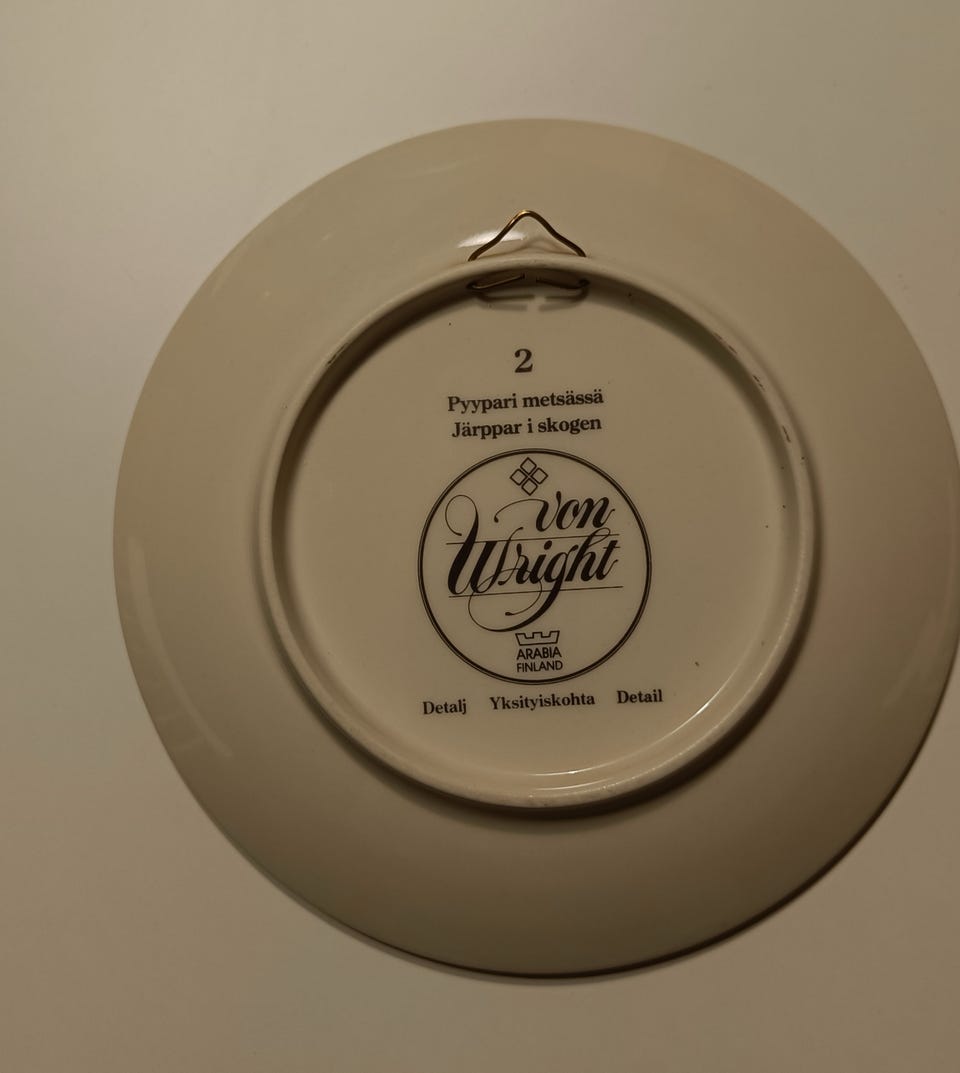 2
Pyypari metsässä
Järppar i skogen
von
Wright
ARABIA
FINLAND
Detalj Yksityiskohta Detail